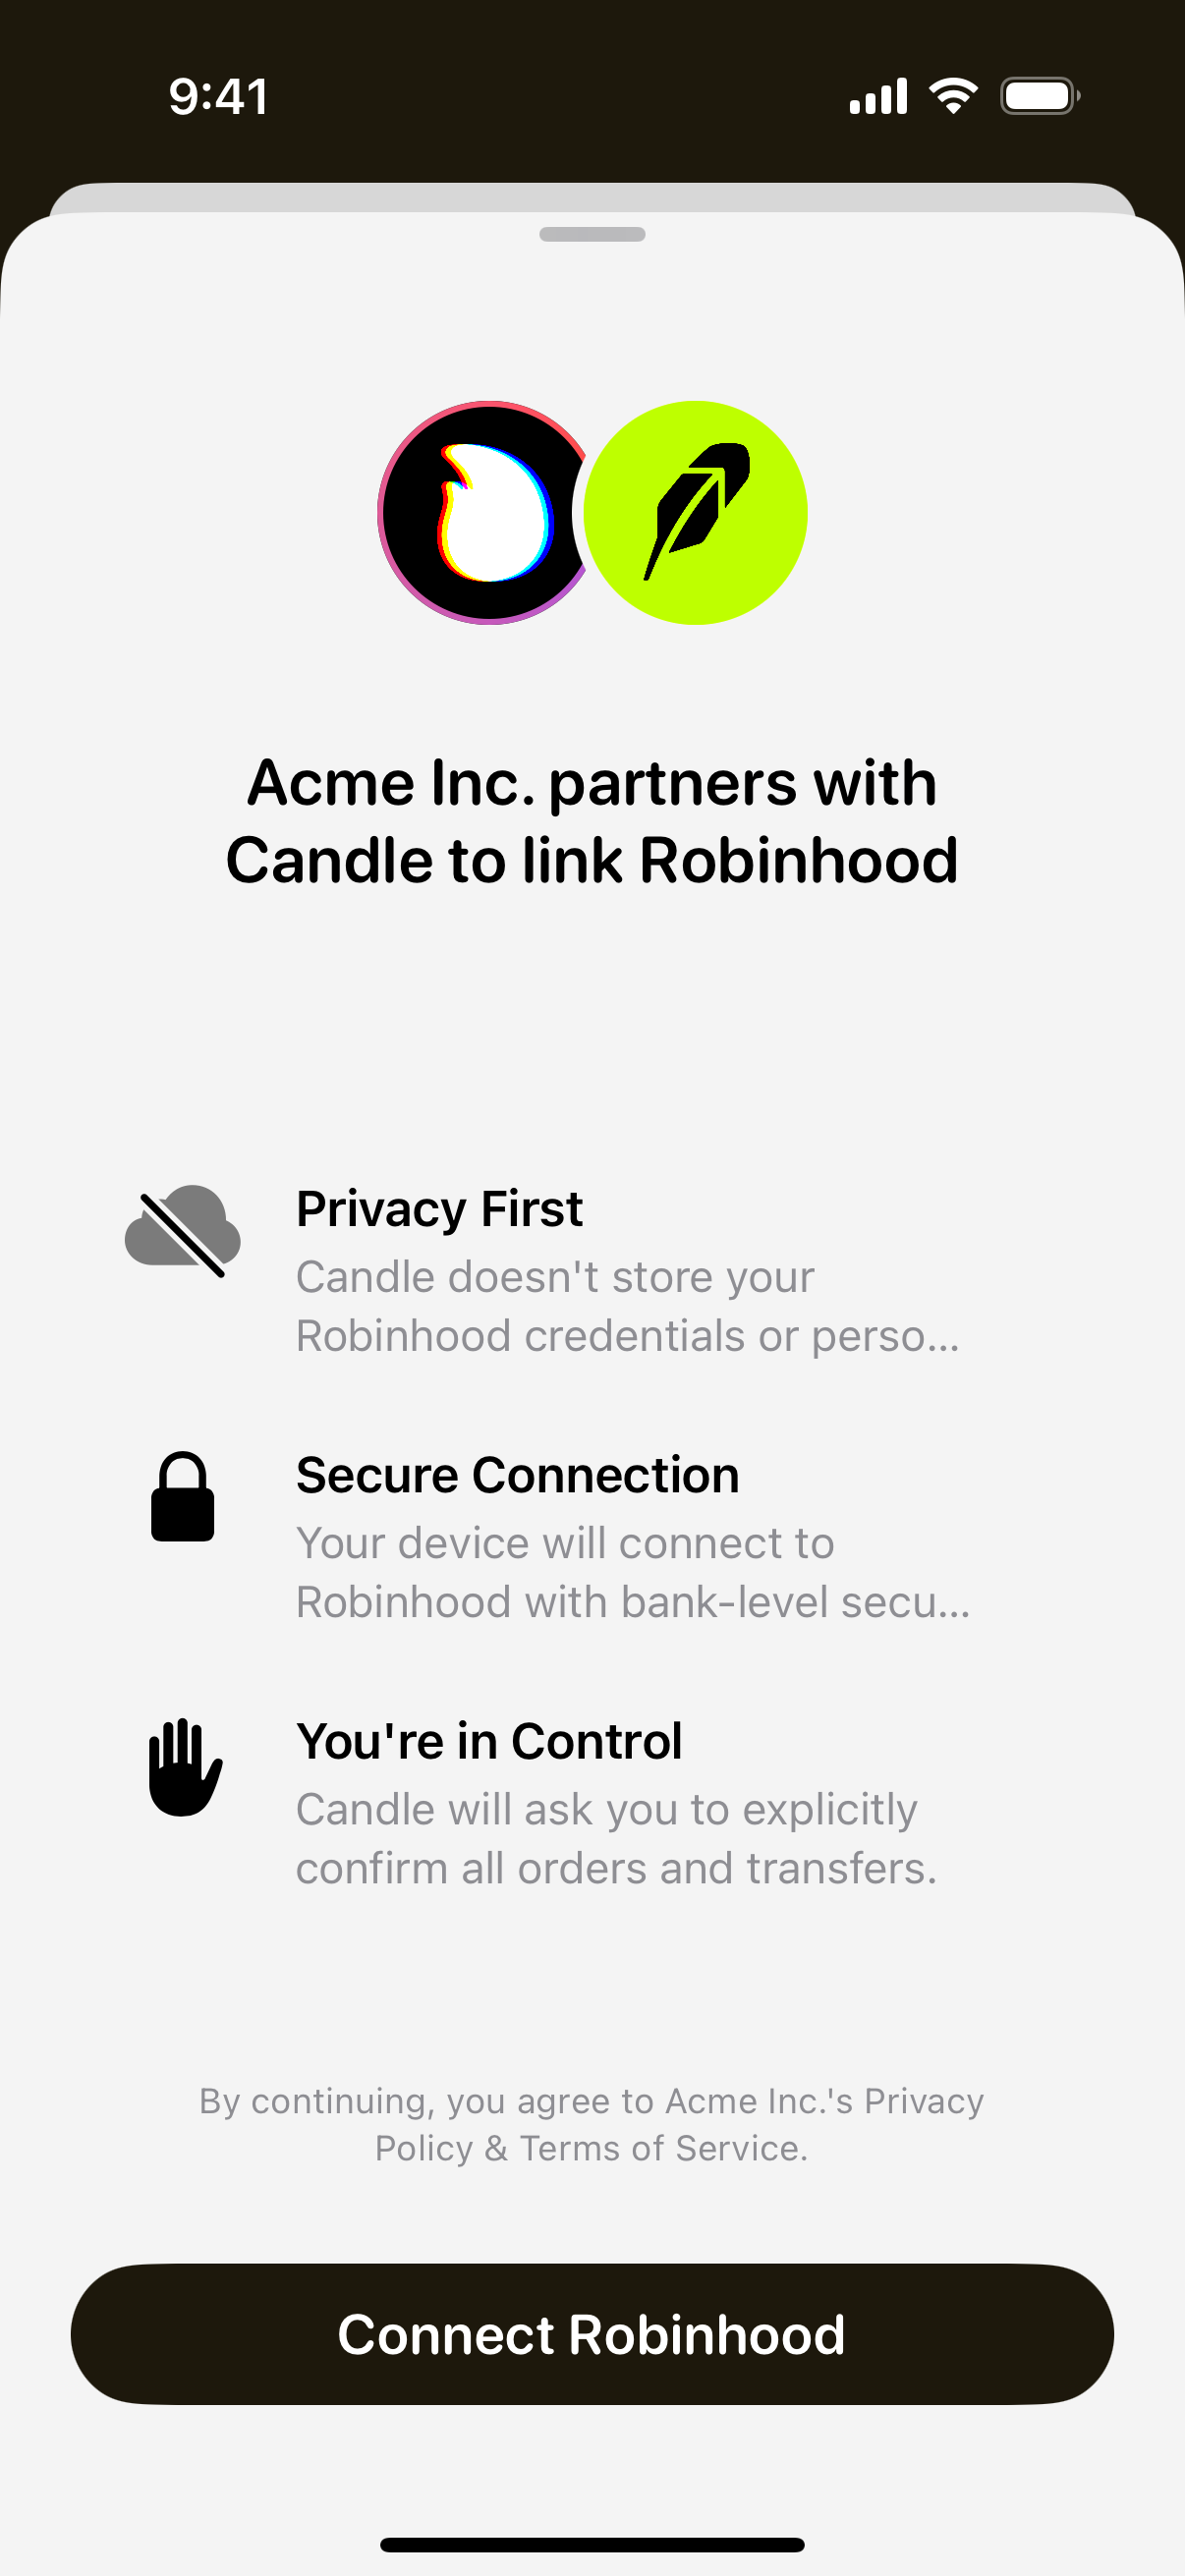 9:41
Acme Inc. partners with
Candle to link Robinhood
Privacy First
Candle doesn't store your
Robinhood credentials or perso...
Secure Connection
Your device will connect to
Robinhood with bank-level secu...
You're in Control
Candle will ask you to explicitly
confirm all orders and transfers.
By continuing, you agree to Acme Inc.'s Privacy
Policy & Terms of Service.
Connect Robinhood